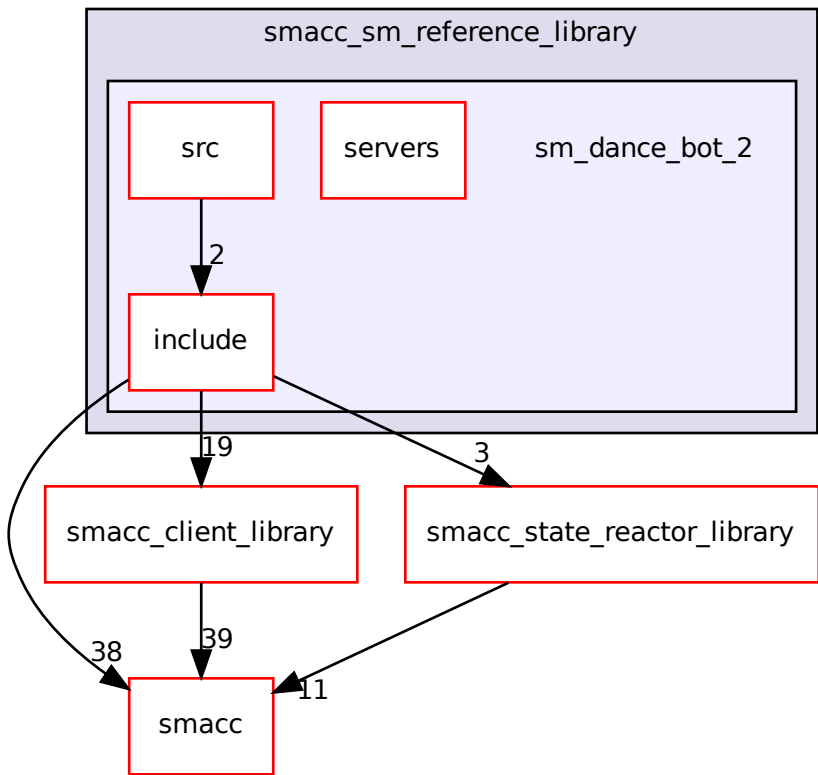 smacc_sm_reference_library
src
servers
sm_dance_bot_2
2
include
19
3
smacc_client_library
smacc_state_reactor_library
38
39
11
smacc